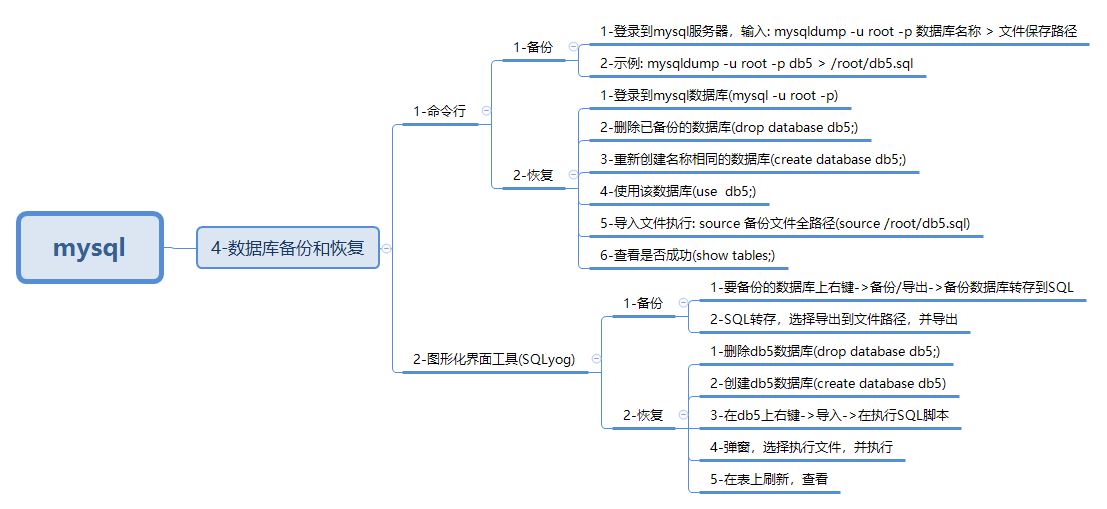 mysql
4-数据库备份和恢复
1-命令行
1-备份
1-登录到mysql服务器，输入: mysqldump -u root -p 数据库名称 > 文件保存路径
2-示例: mysqldump -u root -p db5 > /root/db5.sql
2-恢复
1-登录到mysql数据库(mysql -u root -p)
2-删除已备份的数据库(drop database db5;)
3-重新创建名称相同的数据库(create database db5;)
4-使用该数据库(use  db5;)
5-导入文件执行: source 备份文件全路径(source /root/db5.sql)
6-查看是否成功(show tables;)
2-图形化界面工具(SQLyog)
1-备份
1-要备份的数据库上右键->备份/导出->备份数据库转存到SQL
2-SQL转存，选择导出到文件路径，并导出
2-恢复
1-删除db5数据库(drop database db5;)
2-创建db5数据库(create database db5)
3-在db5上右键->导入->在执行SQL脚本
4-弹窗，选择执行文件，并执行
5-在表上刷新，查看